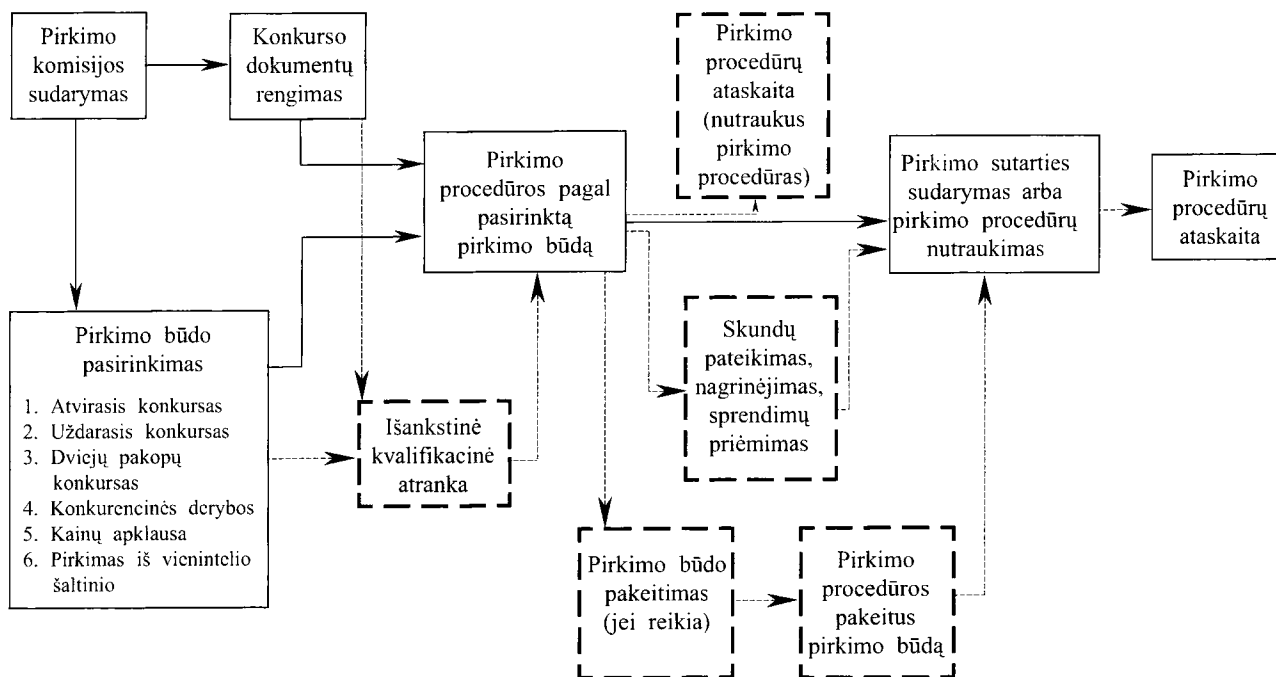 Pirkimo
komisijos
sudarymas
Konkurso
dokumentų
rengimas
Pirkimo
procedūrų
ataskaita
(nutraukus
pirkimo
procedūras)
Pirkimo
procedūros pagal
pasirinktą
pirkimo būdą
Pirkimo sutarties
sudarymas arba
pirkimo procedūrų
nutraukimas
Pirkimo
procedūrų
ataskaita
Pirkimo būdo
pasirinkimas
1. Atvirasis konkursas
2. Uždarasis konkursas
3. Dviejų pakopų
konkursas
4. Konkurencinės derybos
5. Kainų apklausa
6. Pirkimas iš vienintelio
šaltinio
Išankstinė
kvalifikacinė
atranka
Skundų
pateikimas,
nagrinėjimas,
sprendimų
priėmimas
Pirkimo būdo
pakeitimas
(jei reikia)
Pirkimo
procedūros
pakeitus
pirkimo būdą